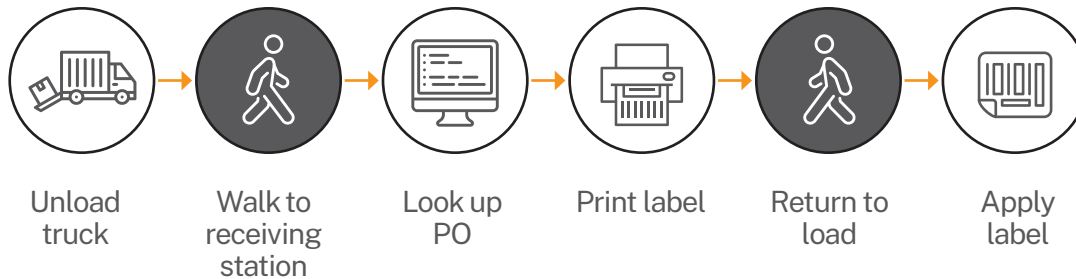 Unload
truck
Walk to
receiving
station
Look up
PO
Print label
Return to
load
Apply
label